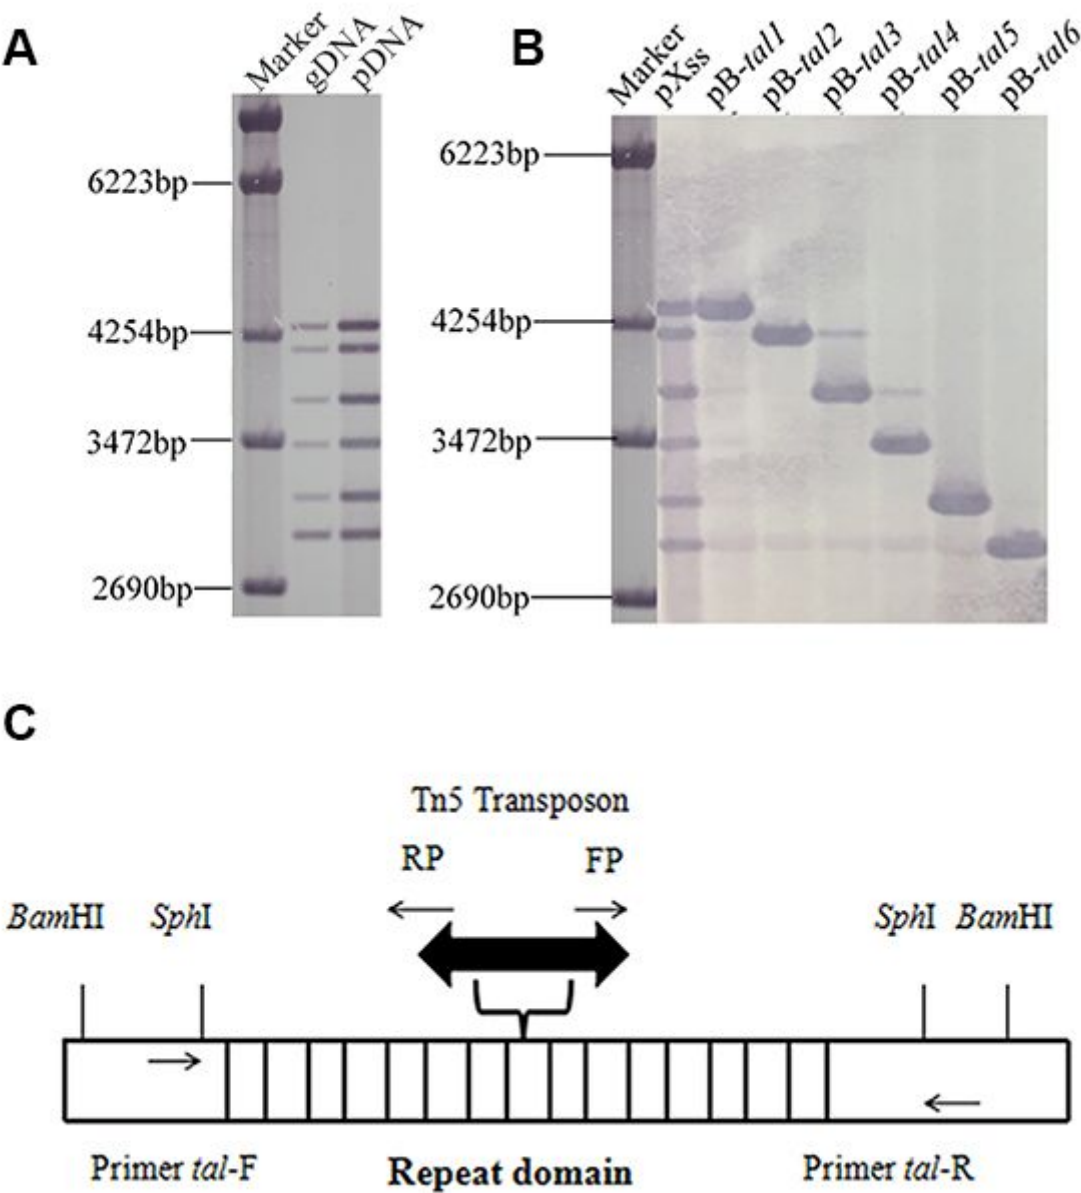 A
Marker
gDNA
pDNA
6223bp
4254bp
3472bp
2690bp
B
Marker
pXss
pB-tal1
pB-tal2
pB-tal3
pB-tal4
pB-tal5
pB-tal6
6223bp
4254bp
3472bp
2690bp
C
Tn5 Transposon
RP FP
BamHI SphI SphI BamHI
Primer tal-F Repeat domain Primer tal-R